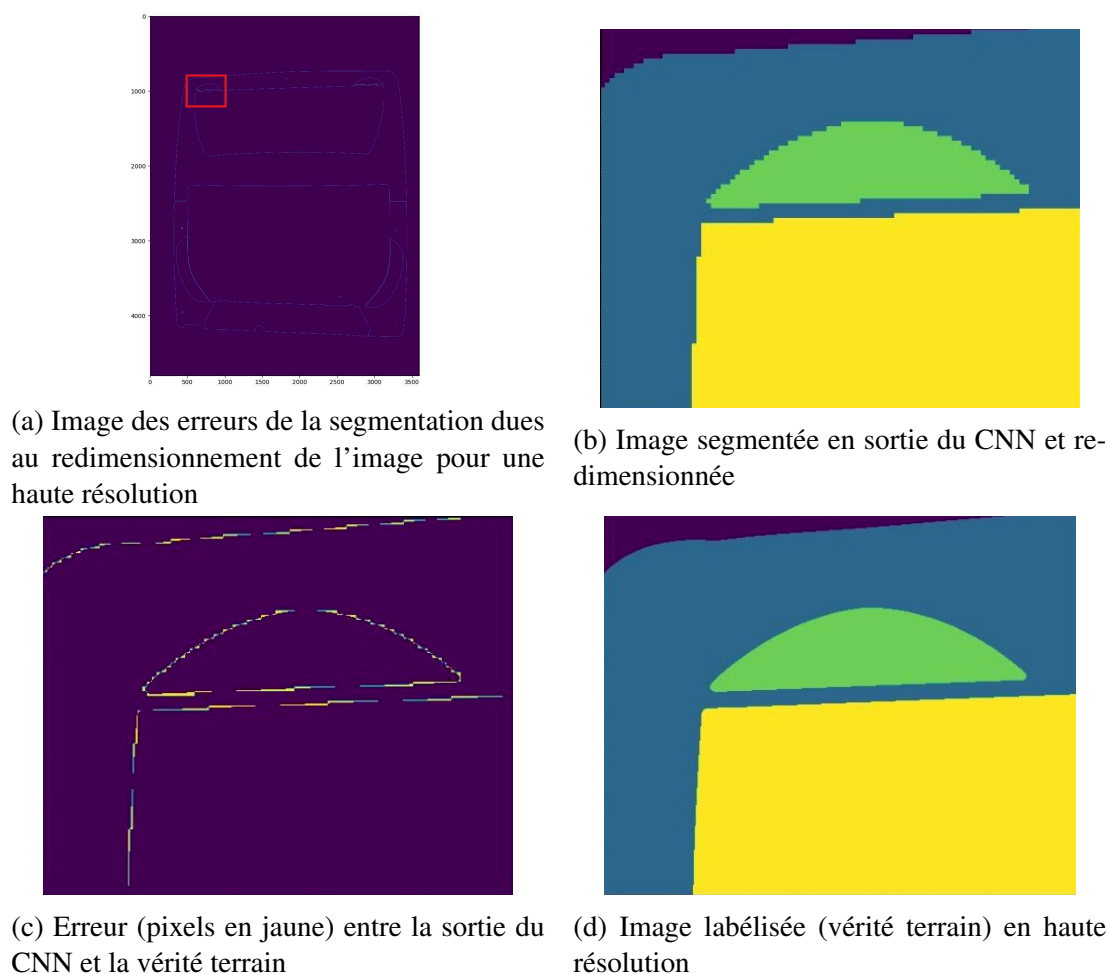 0
1000
2000
3000
4000
0 500 1000 1500 2000 2500 3000 3500
(a) Image des erreurs de la segmentation dues
au redimensionnement de l'image pour une
haute résolution
(b) Image segmentée en sortie du CNN et re-
dimensionnée
(c) Erreur (pixels en jaune) entre la sortie du
CNN et la vérité terrain
(d) Image labélisée (vérité terrain) en haute
résolution